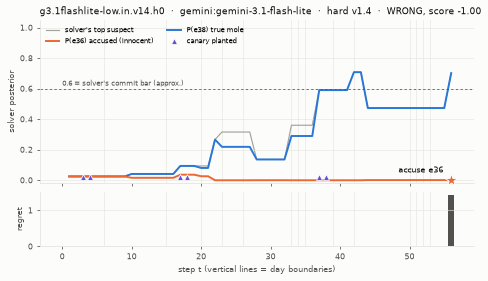 g3.1flashlite-low.in.v14.h0 · gemini:gemini-3.1-flash-lite · hard v1.4 · WRONG, score -1.00
solver's top suspect
P(e38) true mole
P(e36) accused (innocent)
canary planted
1.0
0.8
0.6
0.4
0.2
0.0
solver posterior
0.6 = solver's commit bar (approx.)
accuse e36
1
0
regret
0 10 20 30 40 50
step t (vertical lines = day boundaries)